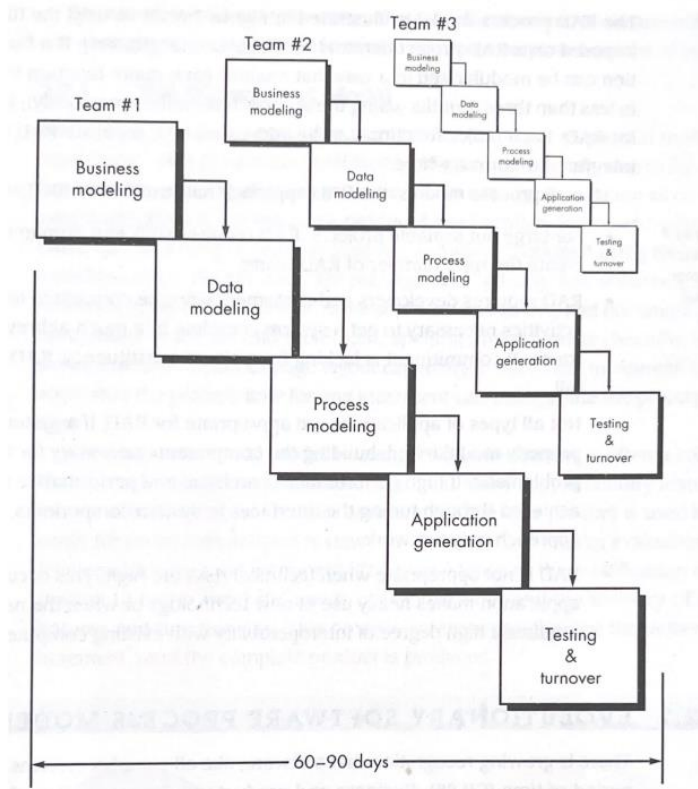 Team #1
Business
modeling
Data
modeling
Process
modeling
Application
generation
Testing
&
turnover
Team #2
Business
modeling
Data
modeling
Process
modeling
Application
generation
Testing
&
turnover
Team #3
Business
modeling
Data
modeling
Process
modeling
Application
generation
Testing
&
turnover
60–90 days